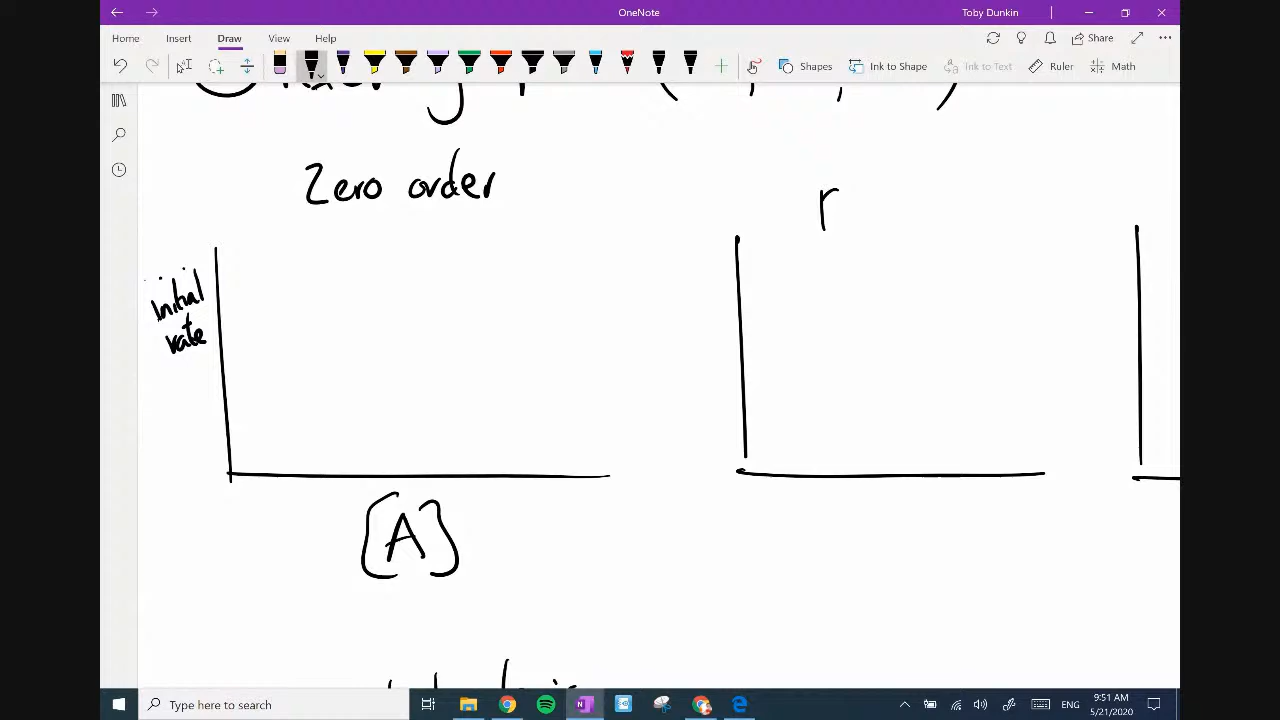 OneNote
Toby Dunkin
Home Insert Draw View Help
Share
Shapes Ink to Shape Ink to Text Ruler Math
Zero order
r
Initial
rate
[A]
Type here to search
ENG
9:51 AM
5/21/2020